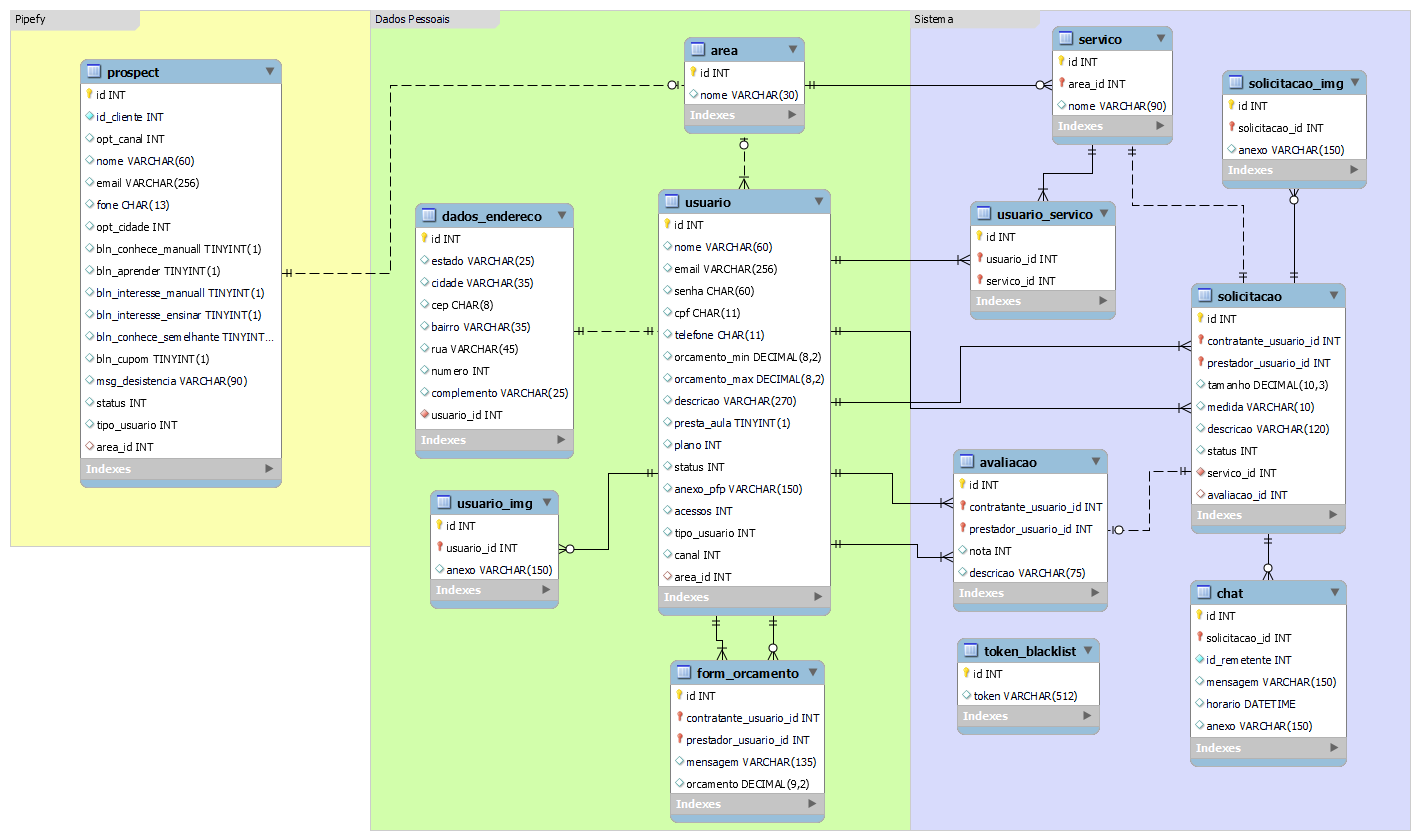 Pipefy
prospect
id INT
id_cliente INT
opt_canal INT
nome VARCHAR(60)
email VARCHAR(256)
fone CHAR(13)
opt_cidade INT
bln_conhece_manuall TINYINT(1)
bln_aprender TINYINT(1)
bln_interesse_manuall TINYINT(1)
bln_interesse_ensinar TINYINT(1)
bln_conhece_semelhante TINYINT...
bln_cupom TINYINT(1)
msg_desistencia VARCHAR(90)
status INT
tipo_usuario INT
area_id INT
Indexes
Dados Pessoais
area
id INT
nome VARCHAR(30)
Indexes
dados_endereco
id INT
estado VARCHAR(25)
cidade VARCHAR(35)
cep CHAR(8)
bairro VARCHAR(35)
rua VARCHAR(45)
numero INT
complemento VARCHAR(25)
usuario_id INT
Indexes
usuario
id INT
nome VARCHAR(60)
email VARCHAR(256)
senha CHAR(60)
cpf CHAR(11)
telefone CHAR(11)
orcamento_min DECIMAL(8,2)
orcamento_max DECIMAL(8,2)
descricao VARCHAR(270)
presta_aula TINYINT(1)
plano INT
status INT
anexo_pfp VARCHAR(150)
acessos INT
tipo_usuario INT
canal INT
area_id INT
Indexes
usuario_img
id INT
usuario_id INT
anexo VARCHAR(150)
Indexes
form_orcamento
id INT
contratante_usuario_id INT
prestador_usuario_id INT
mensagem VARCHAR(135)
orcamento DECIMAL(9,2)
Indexes
Sistema
servico
id INT
area_id INT
nome VARCHAR(90)
Indexes
solicitacao_img
id INT
solicitacao_id INT
anexo VARCHAR(150)
Indexes
usuario_servico
id INT
usuario_id INT
servico_id INT
Indexes
solicitacao
id INT
contratante_usuario_id INT
prestador_usuario_id INT
tamanho DECIMAL(10,3)
medida VARCHAR(10)
descricao VARCHAR(120)
status INT
servico_id INT
avaliacao_id INT
Indexes
avaliacao
id INT
contratante_usuario_id INT
prestador_usuario_id INT
nota INT
descricao VARCHAR(75)
Indexes
token_blacklist
id INT
token VARCHAR(512)
Indexes
chat
id INT
solicitacao_id INT
id_remetente INT
mensagem VARCHAR(150)
horario DATETIME
anexo VARCHAR(150)
Indexes